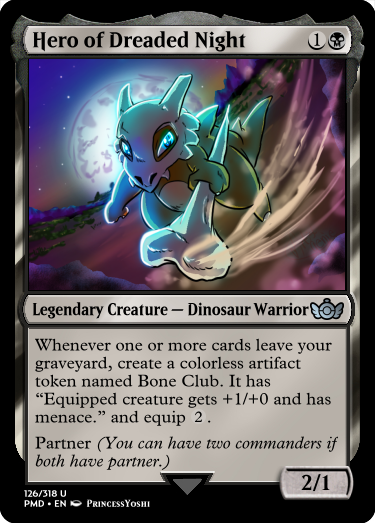 Hero of Dreaded Night 1
Legendary Creature — Dinosaur Warrior
Whenever one or more cards leave your
graveyard, create a colorless artifact
token named Bone Club. It has
“Equipped creature gets +1/+0 and has
menace.” and equip 2 .
Partner (You can have two commanders if
both have partner.)
2/1
126/318 U
PMD • EN PrincessYoshi